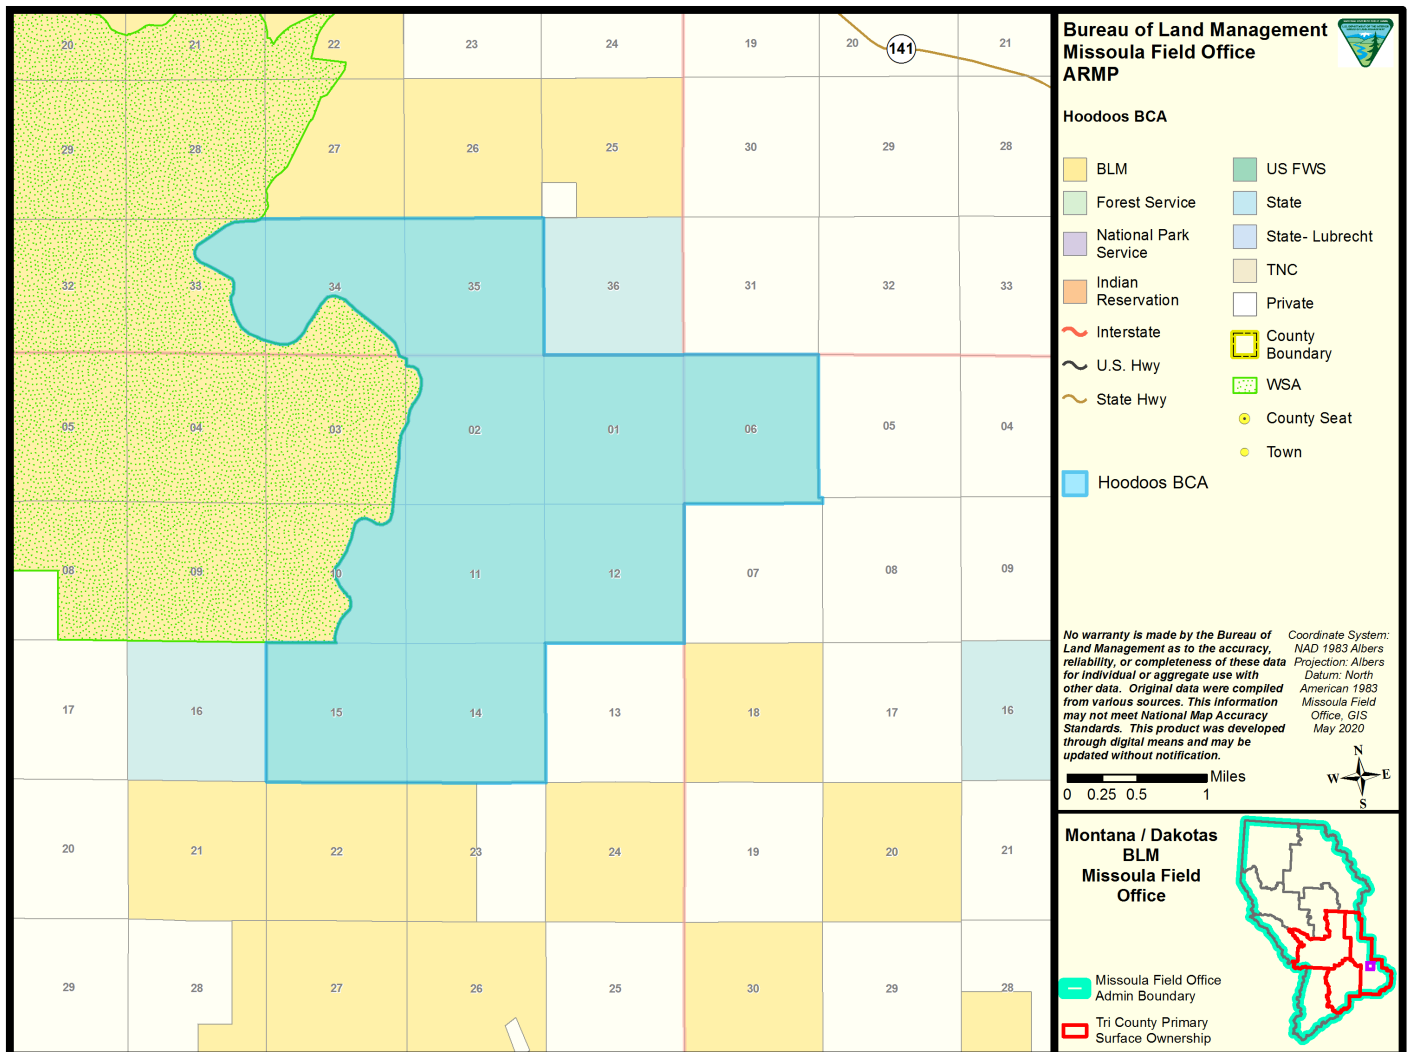 20
21
22
23
24
19
20
141
21
29
28
27
26
25
30
29
28
32
33
34
35
36
31
32
33
05
04
03
02
01
06
05
04
08
09
10
11
12
07
08
09
17
16
15
14
13
18
17
16
20
21
22
23
24
19
20
21
29
28
27
26
25
30
29
28
Bureau of Land Management
Missoula Field Office
ARMP
Hoodoos BCA
BLM
Forest Service
National Park
Service
Indian
Reservation
Interstate
U.S. Hwy
State Hwy
US FWS
State
State- Lubrecht
TNC
Private
County
Boundary
WSA
County Seat
Town
Hoodoos BCA
No warranty is made by the Bureau of
Land Management as to the accuracy,
reliability, or completeness of these data
for individual or aggregate use with
other data. Original data were compiled
from various sources. This information
may not meet National Map Accuracy
Standards. This product was developed
through digital means and may be
updated without notification.
Coordinate System:
NAD 1983 Albers
Projection: Albers
Datum: North
American 1983
Missoula Field
Office, GIS
May 2020
Miles
0 0.25 0.5 1
N
W E
S
Montana / Dakotas
BLM
Missoula Field
Office
Missoula Field Office
Admin Boundary
Tri County Primary
Surface Ownership